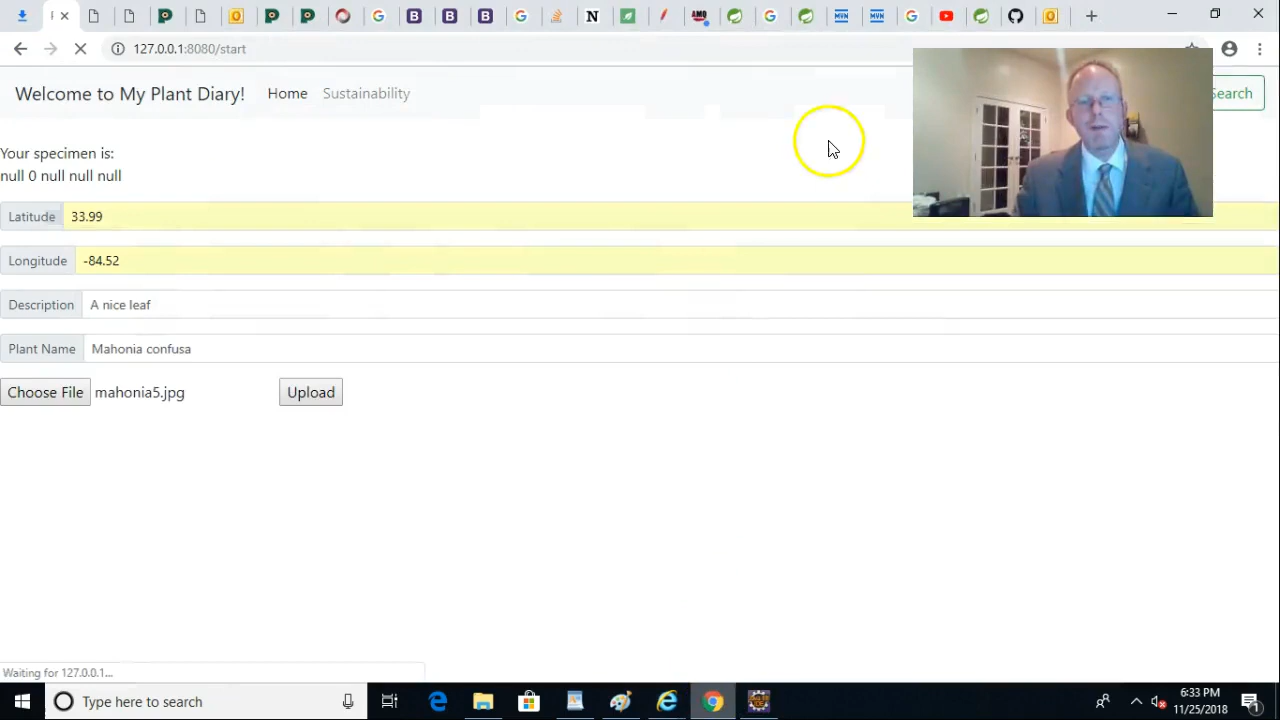 127.0.0.1:8080/start
Welcome to My Plant Diary! Home Sustainability Search
Your specimen is:
null 0 null null null
Latitude 33.99
Longitude -84.52
Description A nice leaf
Plant Name Mahonia confusa
Choose File mahonia5.jpg Upload
Waiting for 127.0.0.1...
Type here to search
6:33 PM
11/25/2018